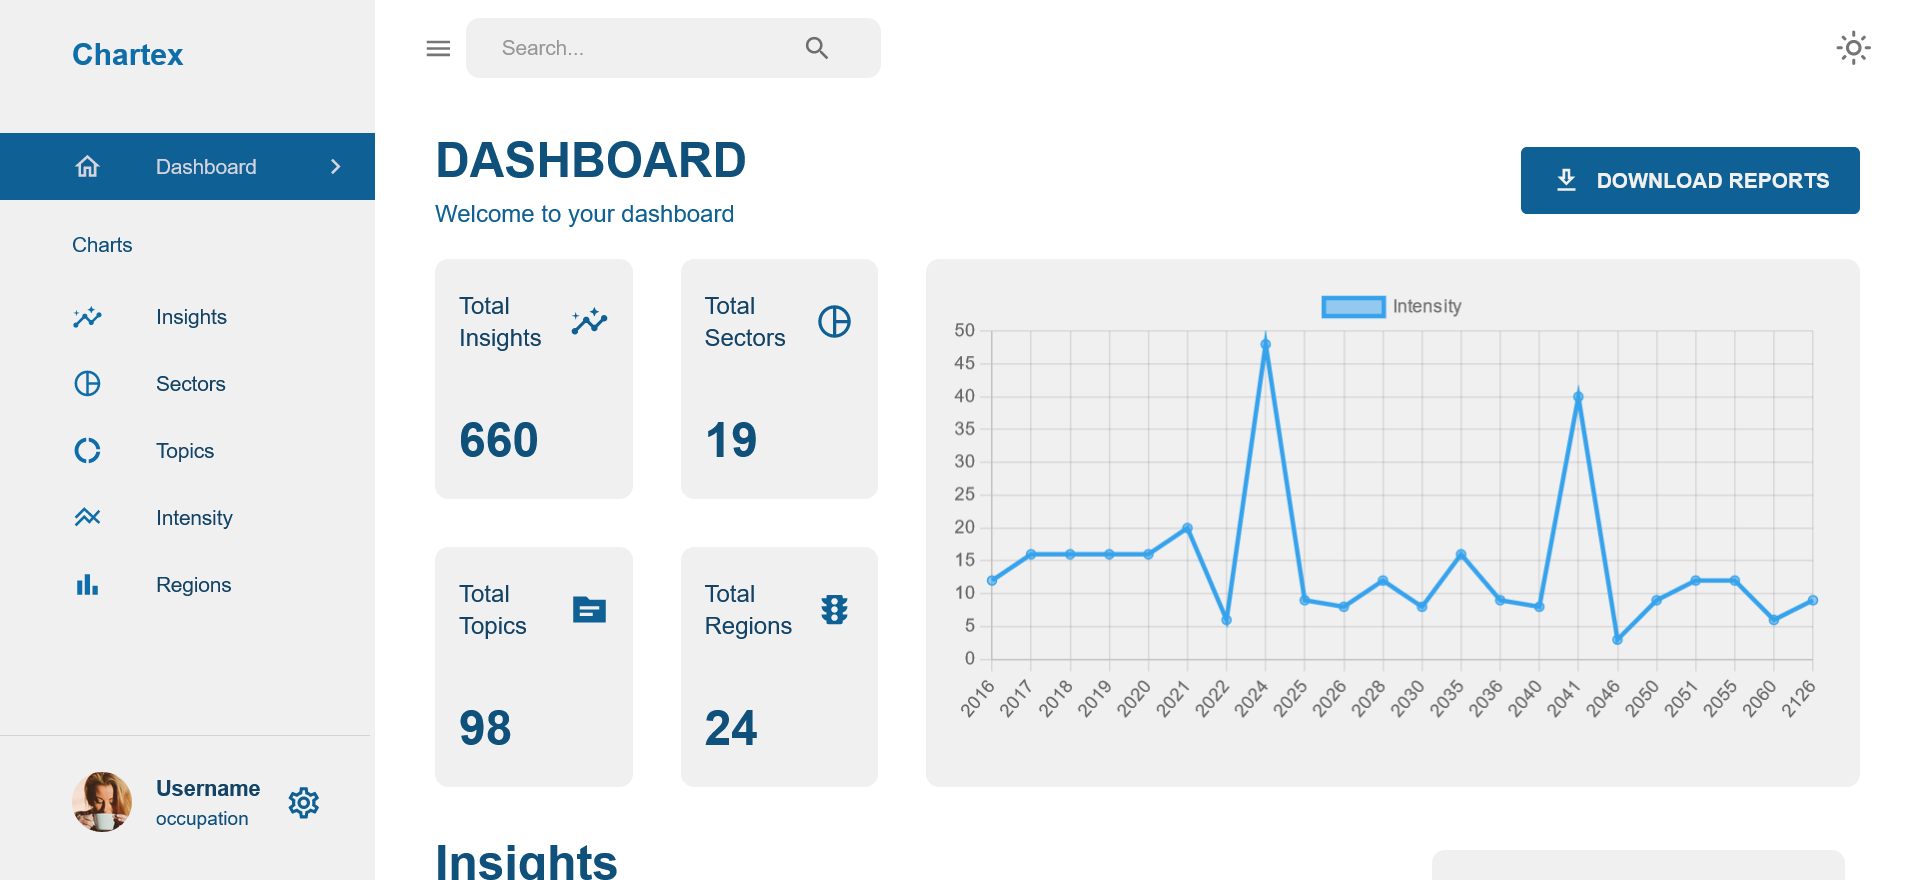 Chartex
Search...
Dashboard
Charts
Insights
Sectors
Topics
Intensity
Regions
Username
occupation
DASHBOARD
Welcome to your dashboard
DOWNLOAD REPORTS
Total
Insights
660
Total
Sectors
19
Total
Topics
98
Total
Regions
24
Intensity
50
45
40
35
30
25
20
15
10
5
0
2016 2017 2018 2019 2020 2021 2022 2024 2025 2026 2028 2030 2035 2036 2040 2041 2046 2050 2051 2055 2060 2126
Insights